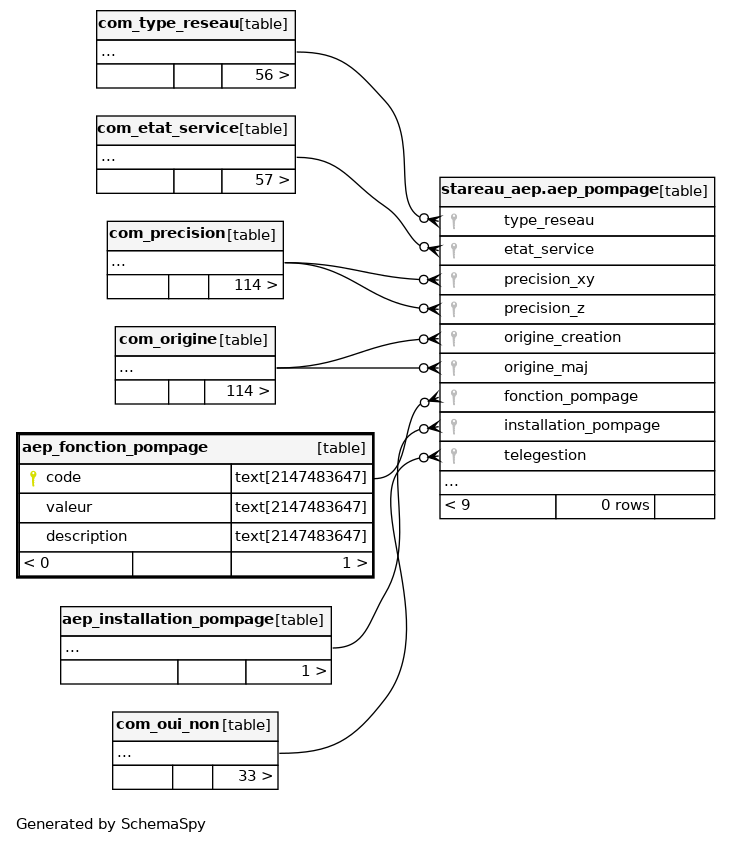 com_type_reseau [table]
...
56 >
com_etat_service [table]
...
57 >
com_precision [table]
...
114 >
com_origine [table]
...
114 >
aep_fonction_pompage [table]
code text[2147483647]
valeur text[2147483647]
description text[2147483647]
< 0 1 >
aep_installation_pompage [table]
...
1 >
com_oui_non [table]
...
33 >
stareau_aep.aep_pompage [table]
type_reseau
etat_service
precision_xy
precision_z
origine_creation
origine_maj
fonction_pompage
installation_pompage
telegestion
...
< 9 0 rows
Generated by SchemaSpy